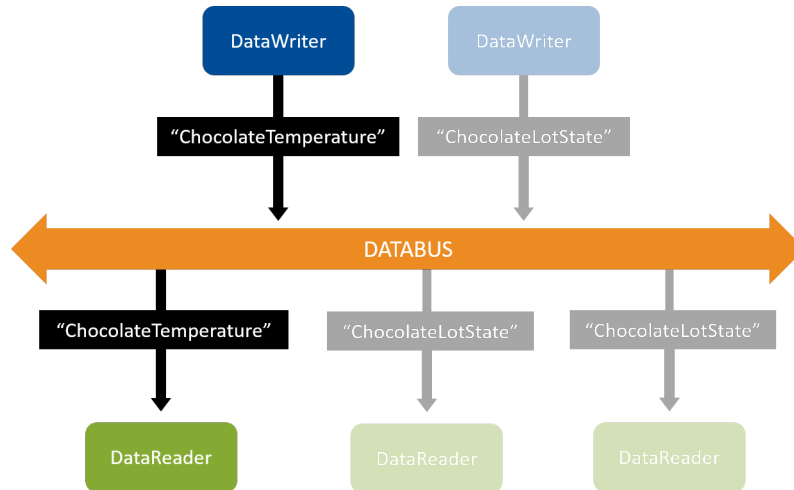 DataWriter
DataWriter
“ChocolateTemperature”
“ChocolateLotState”
DATABUS
“ChocolateTemperature”
“ChocolateLotState”
“ChocolateLotState”
DataReader
DataReader
DataReader